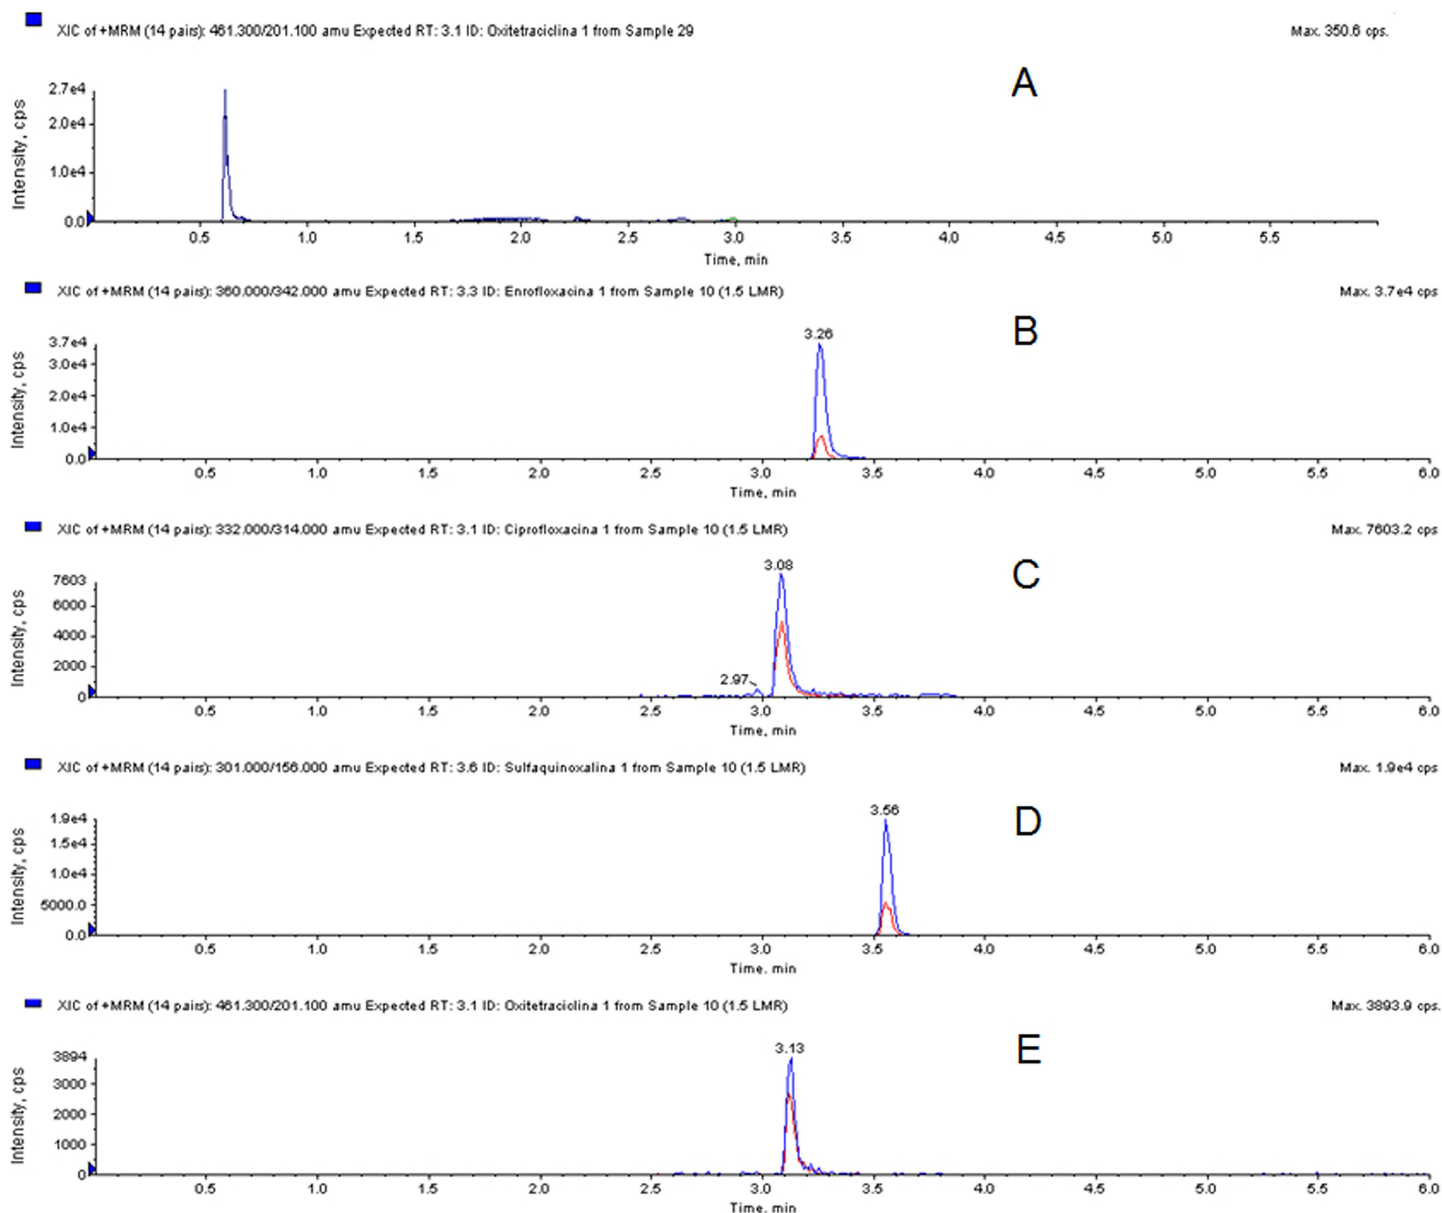 XIC of +MRM (14 pairs): 461.300/201.100 amu Expected RT: 3.1 ID: Oxitetraciclina 1 from Sample 29 Max. 350.6 cps.
A
Intensity, cps
2.7e4
2.0e4
1.0e4
0.0
0.5 1.0 1.5 2.0 2.5 3.0 3.5 4.0 4.5 5.0 5.5
Time, min
XIC of +MRM (14 pairs): 360.000/342.000 amu Expected RT: 3.3 ID: Enrofloxacina 1 from Sample 10 (1.5 LMR) Max. 3.7e4 cps
B
3.26
Intensity, cps
3.7e4
3.0e4
2.0e4
1.0e4
0.0
0.5 1.0 1.5 2.0 2.5 3.0 3.5 4.0 4.5 5.0 5.5 6.0
Time, min
XIC of +MRM (14 pairs): 332.000/314.000 amu Expected RT: 3.1 ID: Ciprofloxacina 1 from Sample 10 (1.5 LMR) Max. 7603.2 cps
C
3.08
Intensity, cps
7603
6000
4000
2000
0
2.97
0.5 1.0 1.5 2.0 2.5 3.0 3.5 4.0 4.5 5.0 5.5 6.0
Time, min
XIC of +MRM (14 pairs): 301.000/156.000 amu Expected RT: 3.6 ID: Sulfaquinoxalina 1 from Sample 10 (1.5 LMR) Max. 1.9e4 cps
D
3.56
Intensity, cps
1.9e4
1.5e4
1.0e4
5000.0
0.0
0.5 1.0 1.5 2.0 2.5 3.0 3.5 4.0 4.5 5.0 5.5 6.0
Time, min
XIC of +MRM (14 pairs): 461.300/201.100 amu Expected RT: 3.1 ID: Oxitetraciclina 1 from Sample 10 (1.5 LMR) Max. 3893.9 cps.
E
3.13
Intensity, cps
3894
3000
2000
1000
0
0.5 1.0 1.5 2.0 2.5 3.0 3.5 4.0 4.5 5.0 5.5 6.0
Time, min